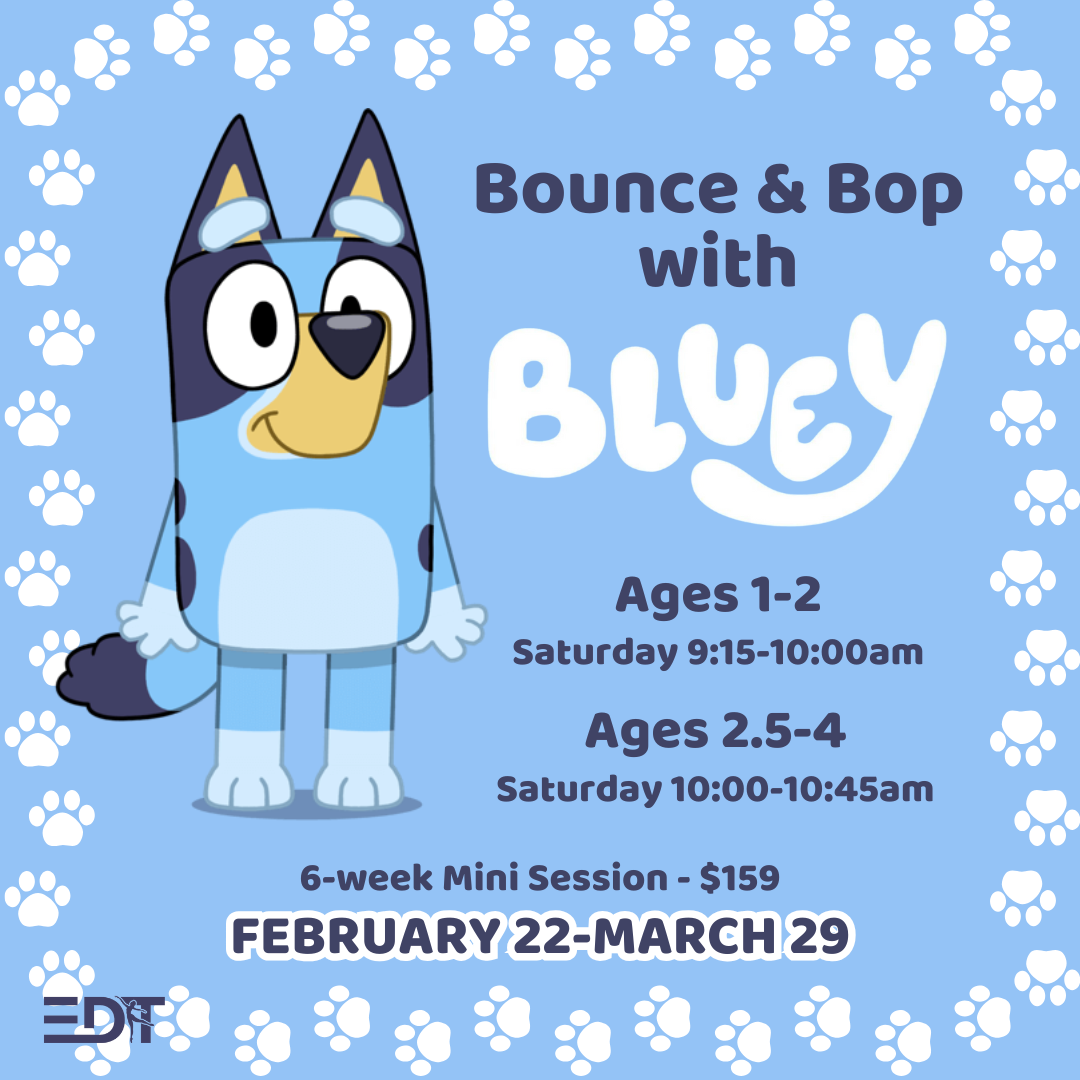 Bounce & Bop
with
BLUEY
Ages 1-2
Saturday 9:15-10:00am
Ages 2.5-4
Saturday 10:00-10:45am
6-week Mini Session - $159
FEBRUARY 22-MARCH 29
EDIT